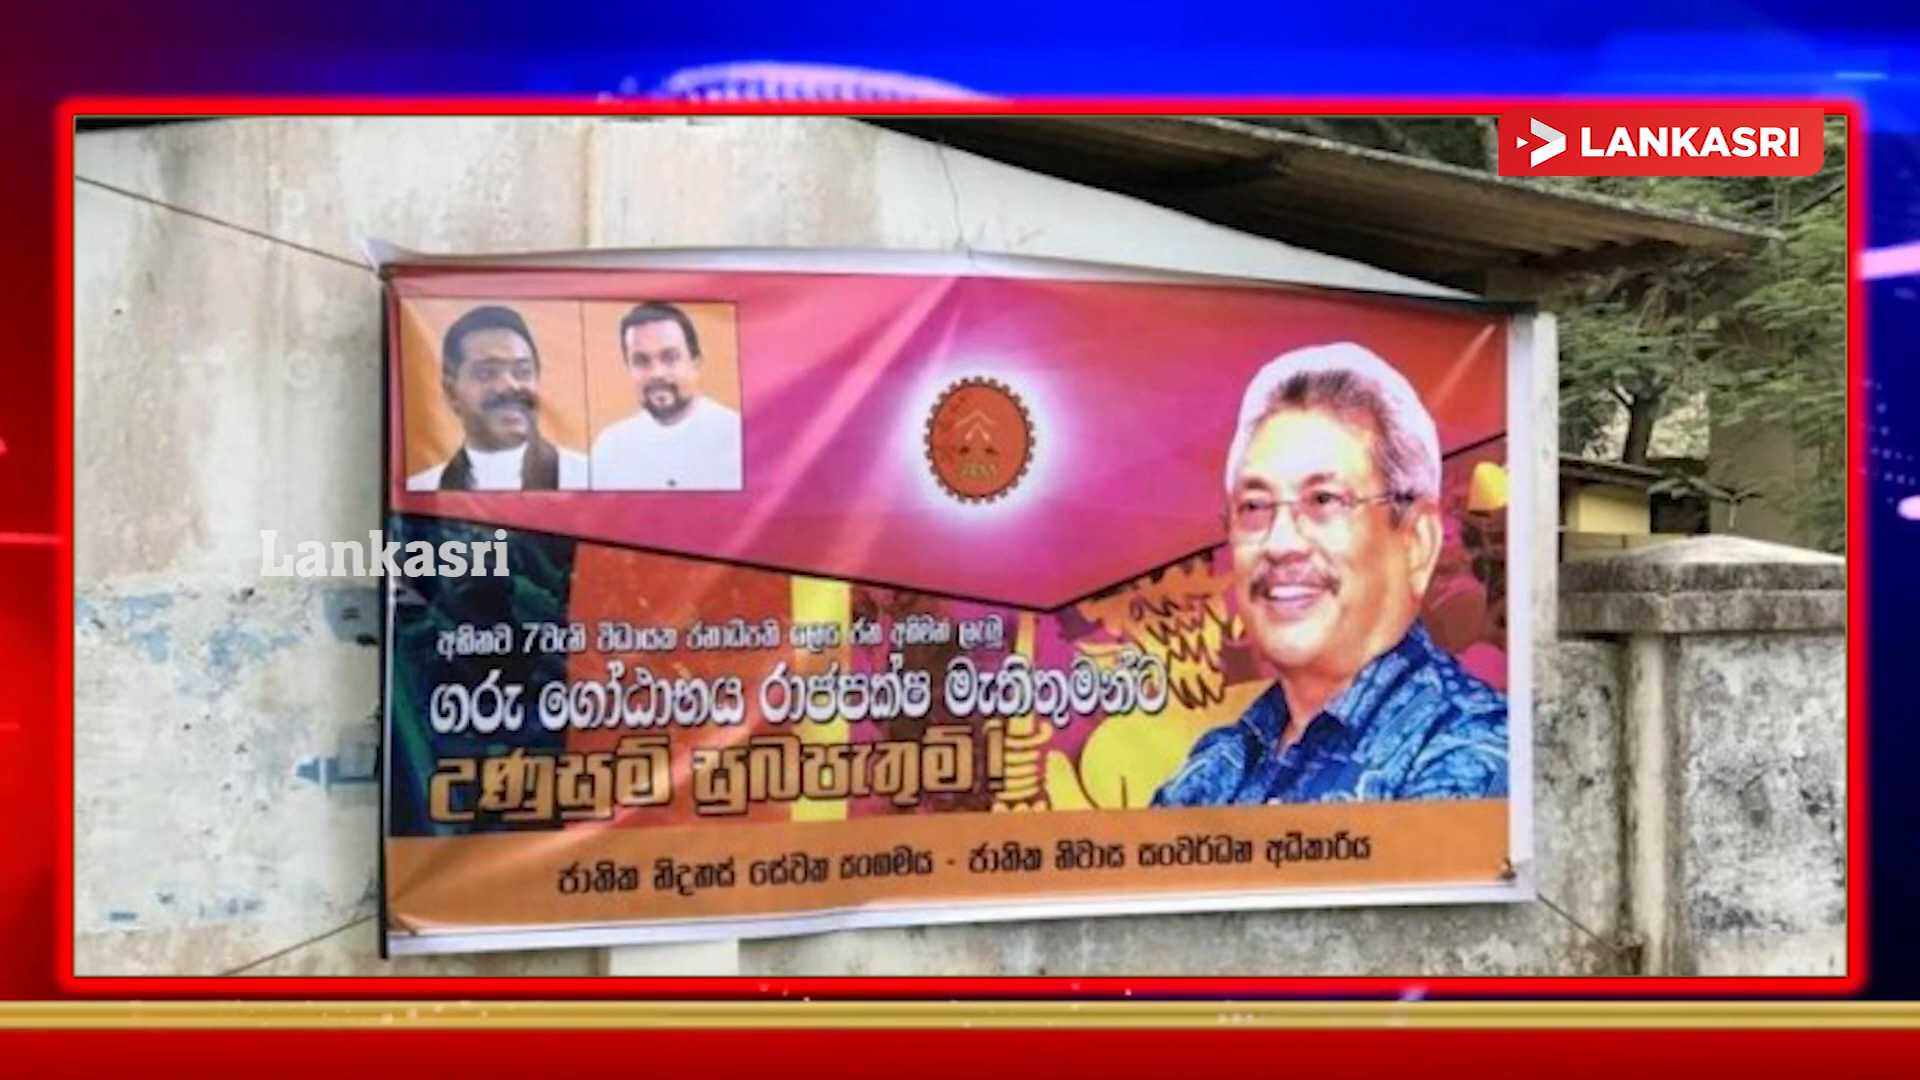 LANKASRI
Lankasri
අභිනව 7වැනි විධායක ජනාධිපති ලෙස ජන අභිමන් ලැබූ
ගරු ගෝඨාභය රාජපක්ෂ මැතිතුමන්ට
උණුසුම් සුබපැතුම්!
ජාතික නිදහස් සේවක සංගමය - ජාතික නිවාස සංවර්ධන අධිකාරිය